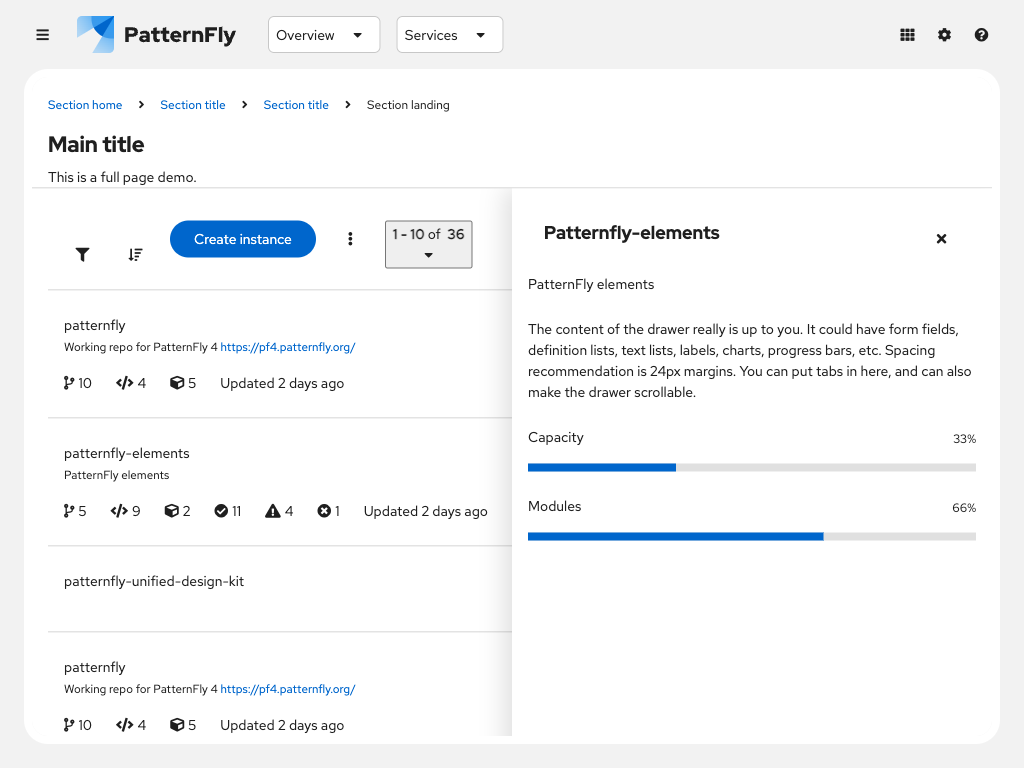 PatternFly
Overview
Services
Section home
Section title
Section title
Section landing
Main title
This is a full page demo.
Create instance
1 - 10 of 36
patternfly
Working repo for PatternFly 4 https://pf4.patternfly.org/
10 4 5 Updated 2 days ago
patternfly-elements
PatternFly elements
5 9 2 11 4 1 Updated 2 days ago
patternfly-unified-design-kit
patternfly
Working repo for PatternFly 4 https://pf4.patternfly.org/
10 4 5 Updated 2 days ago
Patternfly-elements
PatternFly elements
The content of the drawer really is up to you. It could have form fields,
definition lists, text lists, labels, charts, progress bars, etc. Spacing
recommendation is 24px margins. You can put tabs in here, and can also
make the drawer scrollable.
Capacity
33%
Modules
66%